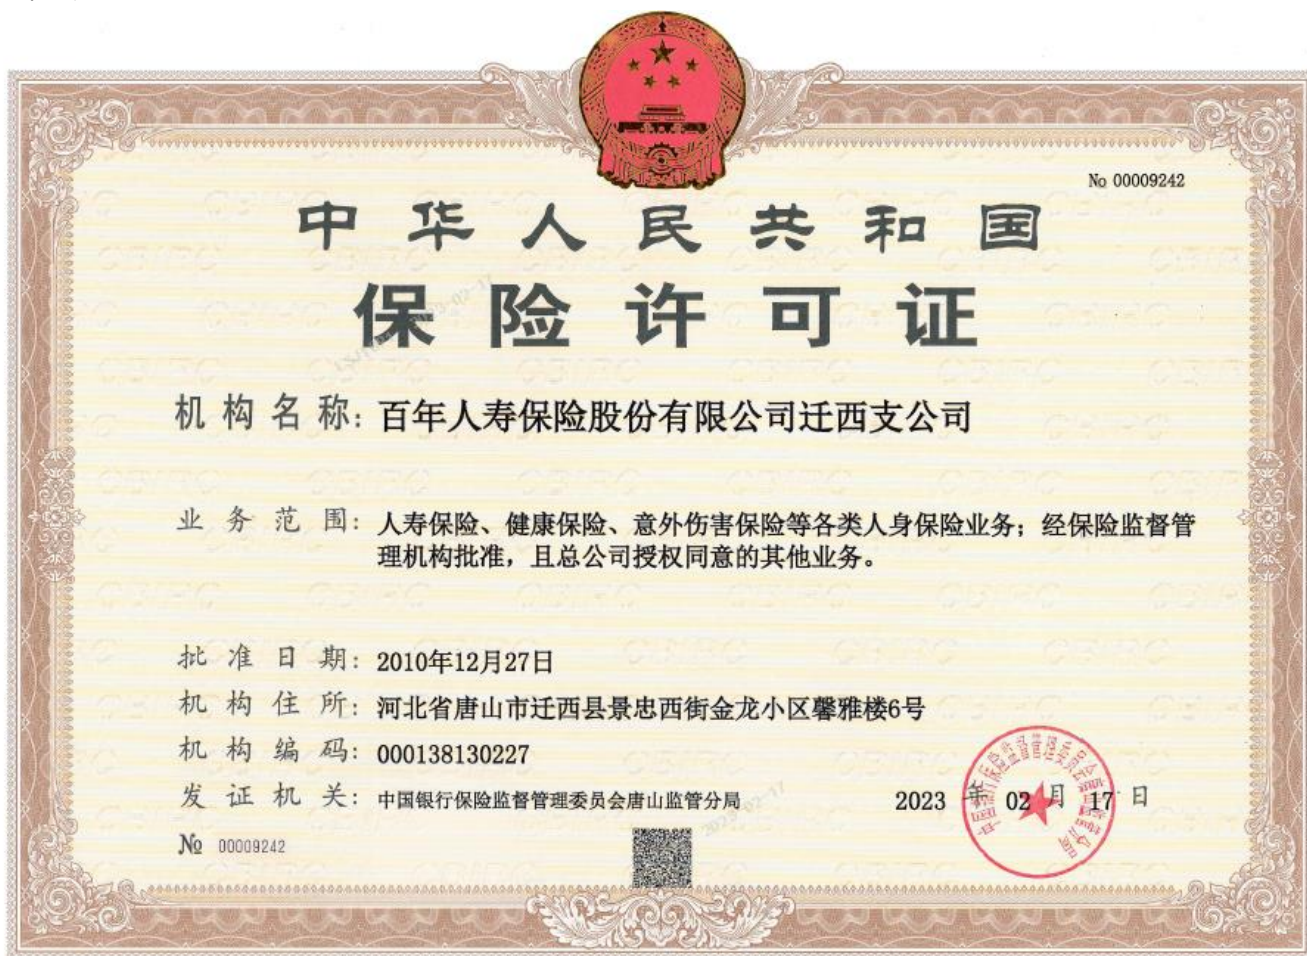 No 00009242
中华人民共和国
保险许可证
机构名称：百年人寿保险股份有限公司迁西支公司
业务范围：人寿保险、健康保险、意外伤害保险等各类人身保险业务；经保险监督管
理机构批准，且总公司授权同意的其他业务。
批准日期：2010年12月27日
机构住所：河北省唐山市迁西县景忠西街金龙小区馨雅楼6号
机构编码：000138130227
发证机关：中国银行保险监督管理委员会唐山监管分局
2023 年 02 月 17 日
№ 00009242